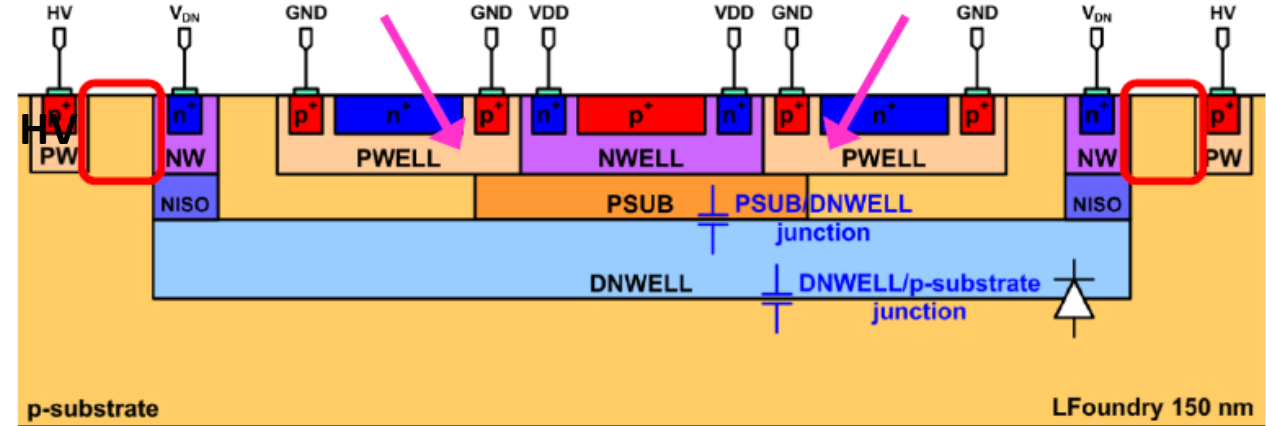 HV V_DN GND GND VDD VDD GND GND V_DN HV
p+ n+ p+ n+ p+ n+ p+ n+ p+ n+ p+ n+ p+
HV
PW NW PWELL NWELL PWELL NW PW
NISO PSUB PSUB/DNWELL NISO
junction
DNWELL DNWELL/p-substrate
junction
p-substrate LFoundry 150 nm